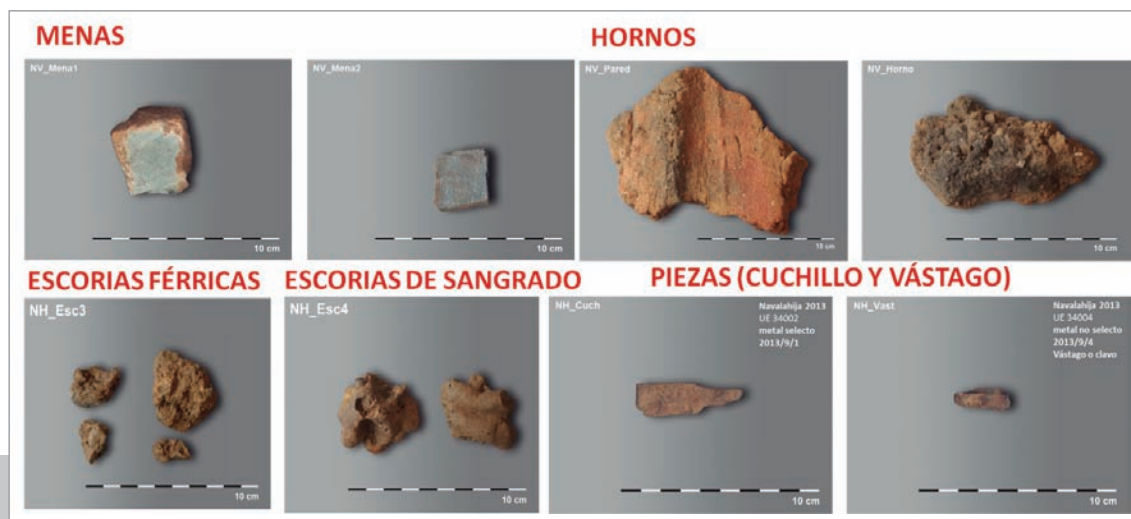 MENAS
HORNOS
NV_Mena1
NV_Mena2
NV_Pared
NV_Horno
10 cm
10 cm
10 cm
10 cm
ESCORIAS FÉRRICAS
ESCORIAS DE SANGRADO
PIEZAS (CUCHILLO Y VÁSTAGO)
NH_Esc3
NH_Esc4
NH_Cuch
Navalahija 2013
UE 34002
metal selecto
2013/9/1
NH_Vast
Navalahija 2013
UE 34004
metal no selecto
2013/9/4
Vástago o clavo
10 cm
10 cm
10 cm
10 cm